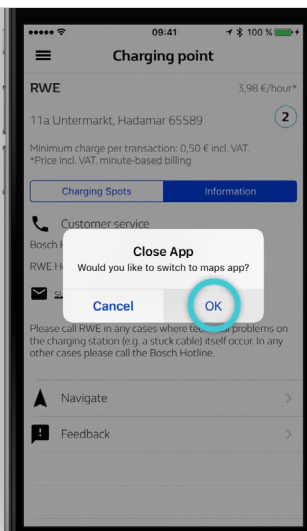 09:41
100 %
Charging point
RWE
3,98 €/hour*
11a Untermarkt, Hadamar 65589
2
Minimum charge per transaction: 0,50 € incl. VAT.
*Price incl. VAT. minute-based billing
Charging Spots
Information
Customer service
Bosch
RWE
Close App
Would you like to switch to maps app?
Cancel
OK
Please call RWE in any cases where technical problems on
the charging station (e.g. a stuck cable) itself occur. In any
other cases please call the Bosch Hotline.
Navigate
Feedback